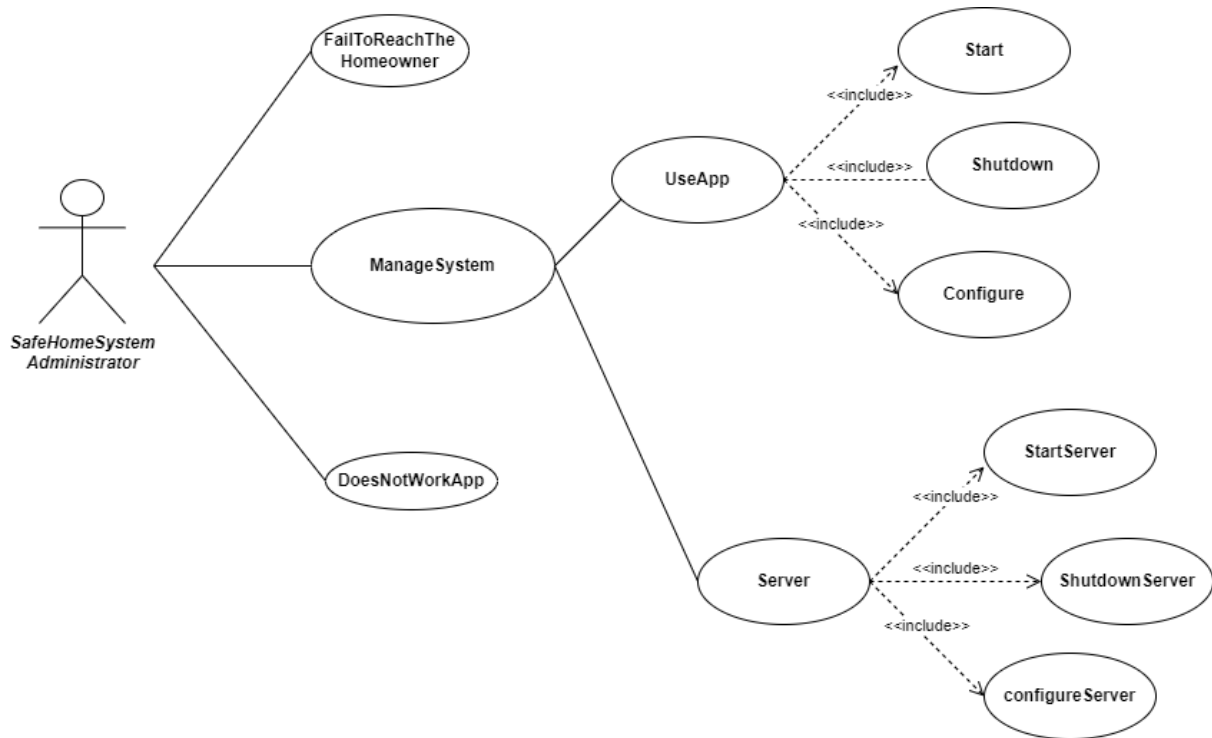 FailToReachThe
Homeowner
Start
<<include>>
UseApp
<<include>>
Shutdown
<<include>>
ManageSystem
Configure
SafeHomeSystem
Administrator
DoesNotWorkApp
StartServer
<<include>>
Server
<<include>>
ShutdownServer
<<include>>
configureServer